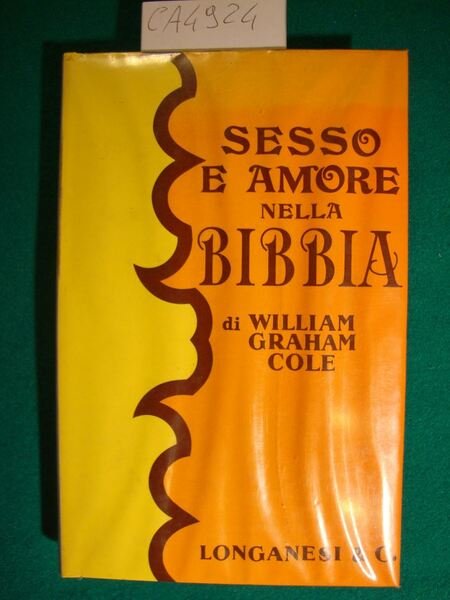 CA4924
SESSO
E AMORE
NELLA
BIBBIA
di WILLIAM
GRAHAM
COLE
LONGANESI & C.